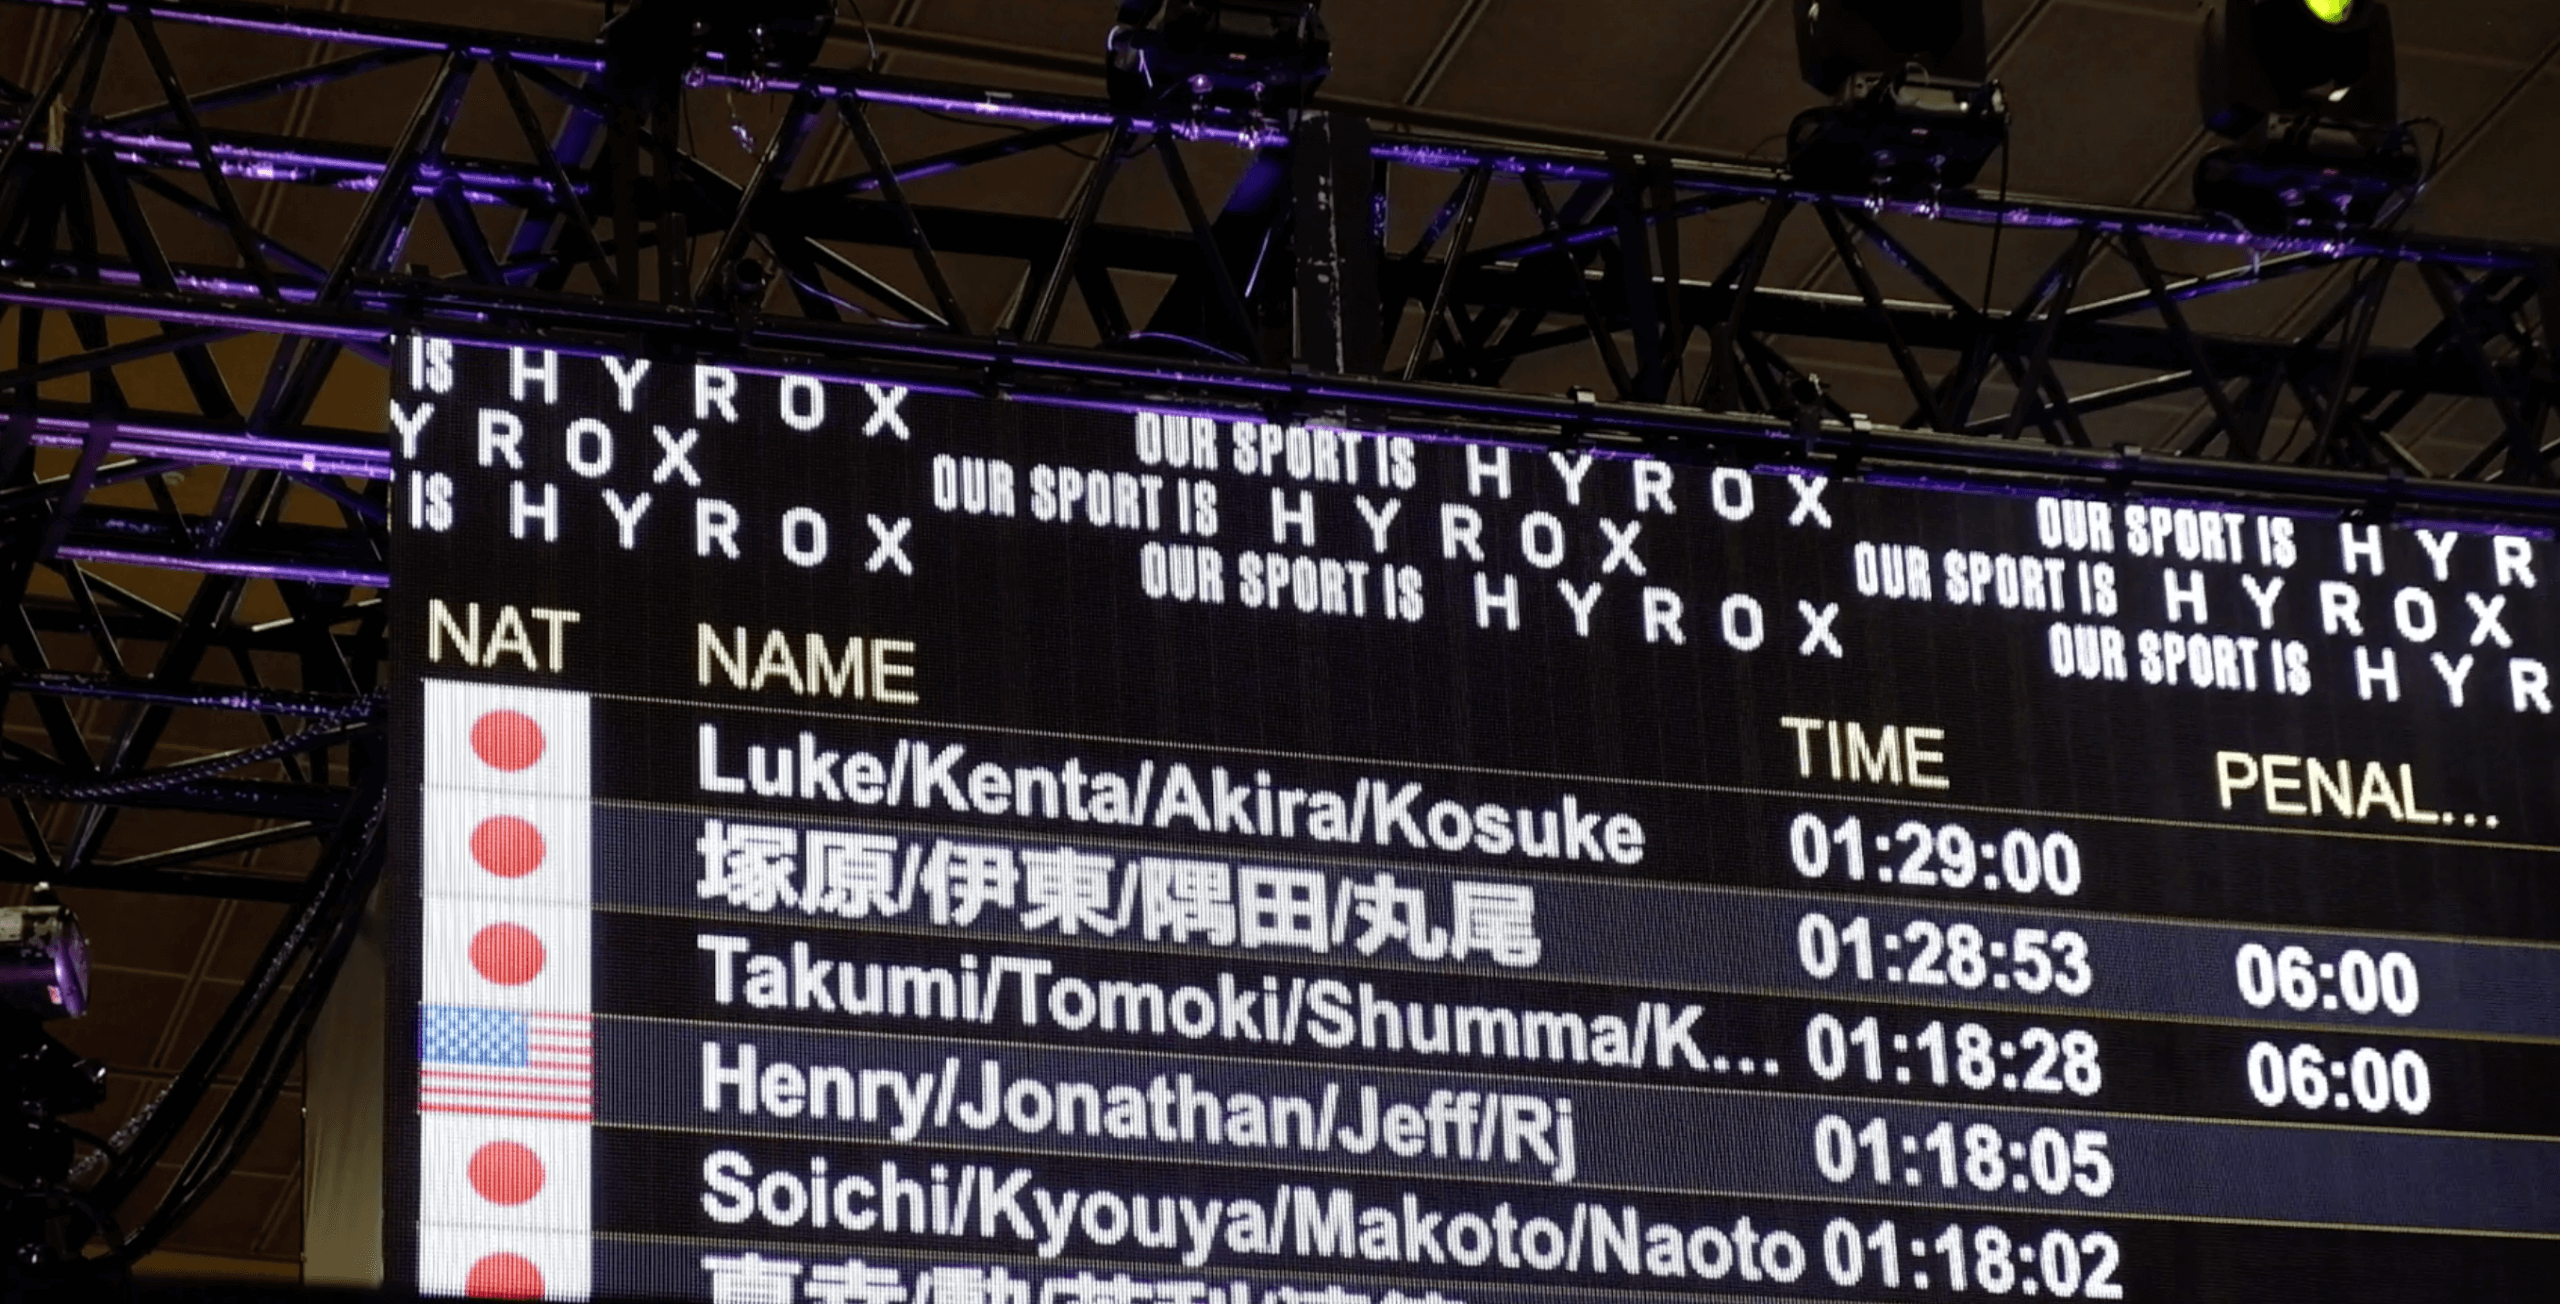 IS HYROX OUR SPORT IS HYROX OUR SPORT IS HYR
YROX OUR SPORT IS HYROX OUR SPORT IS HYROX
IS HYROX OUR SPORT IS HYROX OUR SPORT IS HYR
NAT NAME TIME PENAL...
Luke/Kenta/Akira/Kosuke 01:29:00
塚原/伊東/隅田/丸尾 01:28:53 06:00
Takumi/Tomoki/Shumma/K... 01:18:28 06:00
Henry/Jonathan/Jeff/Rj 01:18:05
Soichi/Kyouya/Makoto/Naoto 01:18:02